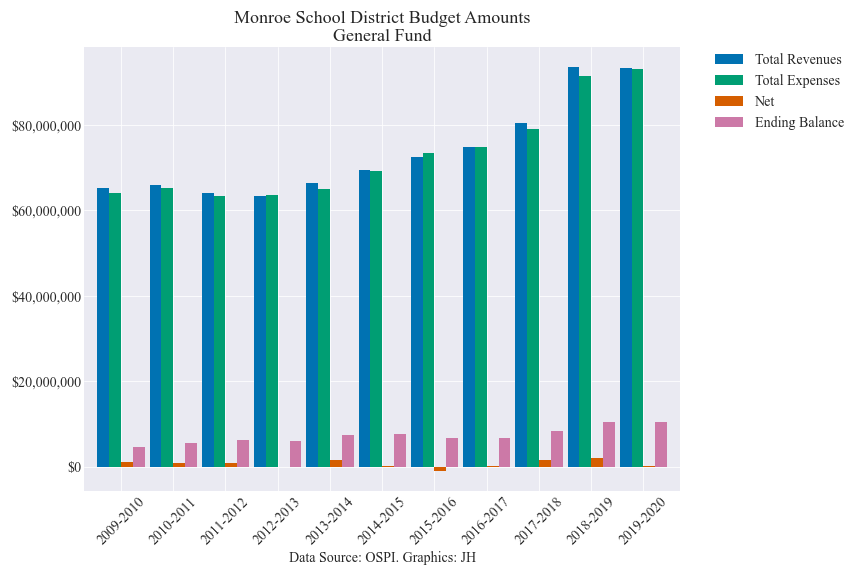 Monroe School District Budget Amounts
General Fund
Total Revenues
Total Expenses
Net
Ending Balance
$80,000,000
$60,000,000
$40,000,000
$20,000,000
$0
2009-2010
2010-2011
2011-2012
2012-2013
2013-2014
2014-2015
2015-2016
2016-2017
2017-2018
2018-2019
2019-2020
Data Source: OSPI. Graphics: JH